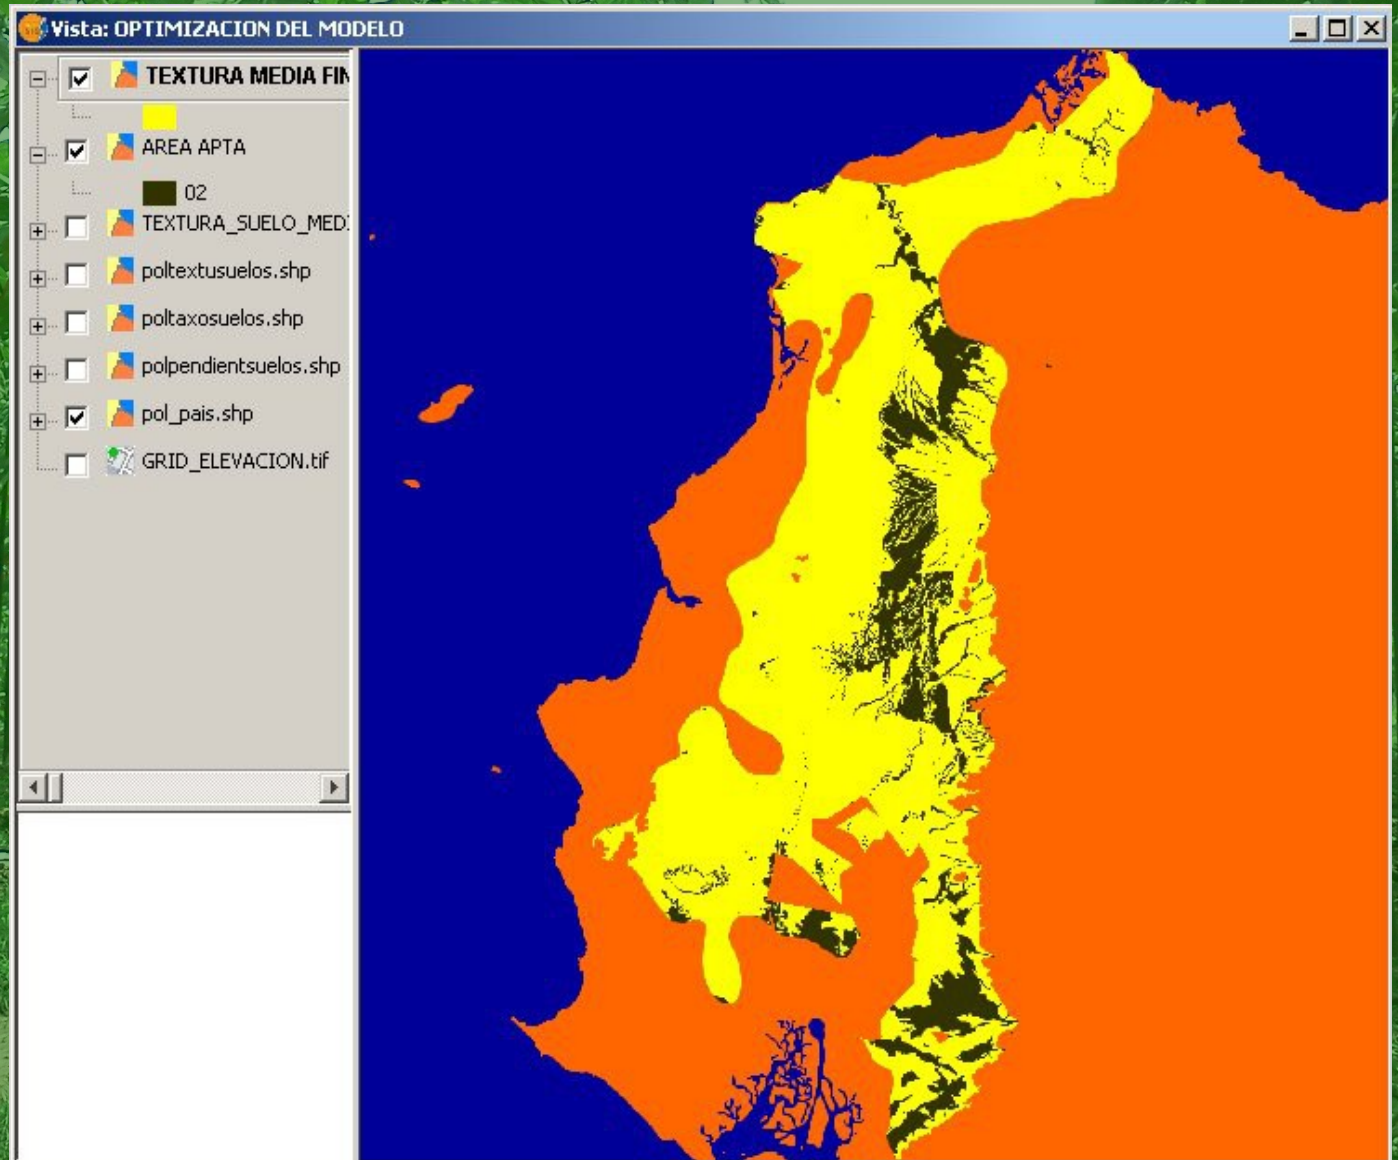 Vista: OPTIMIZACION DEL MODELO
TEXTURA MEDIA FIN
AREA APTA
02
TEXTURA_SUELO_MED
poltextusuelos.shp
poltaxosuelos.shp
polpendientsuelos.shp
pol_pais.shp
GRID_ELEVACION.tif